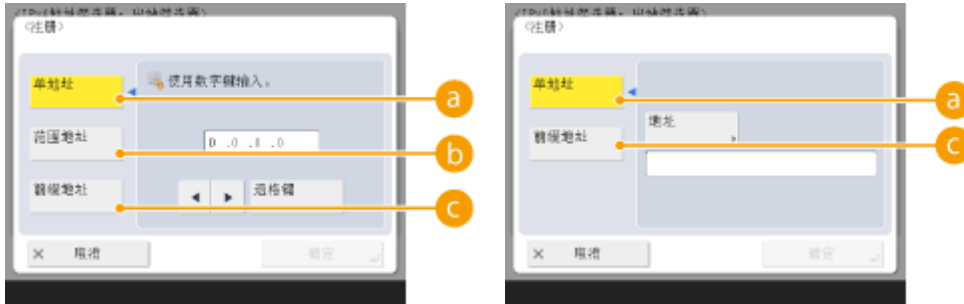 <注册>
单地址
使用数字键输入。
a
范围地址
0 .0 .0 .0
b
前缀地址
退格键
c
× 取消
确定
<注册>
单地址
a
地址
前缀地址
c
× 取消
确定